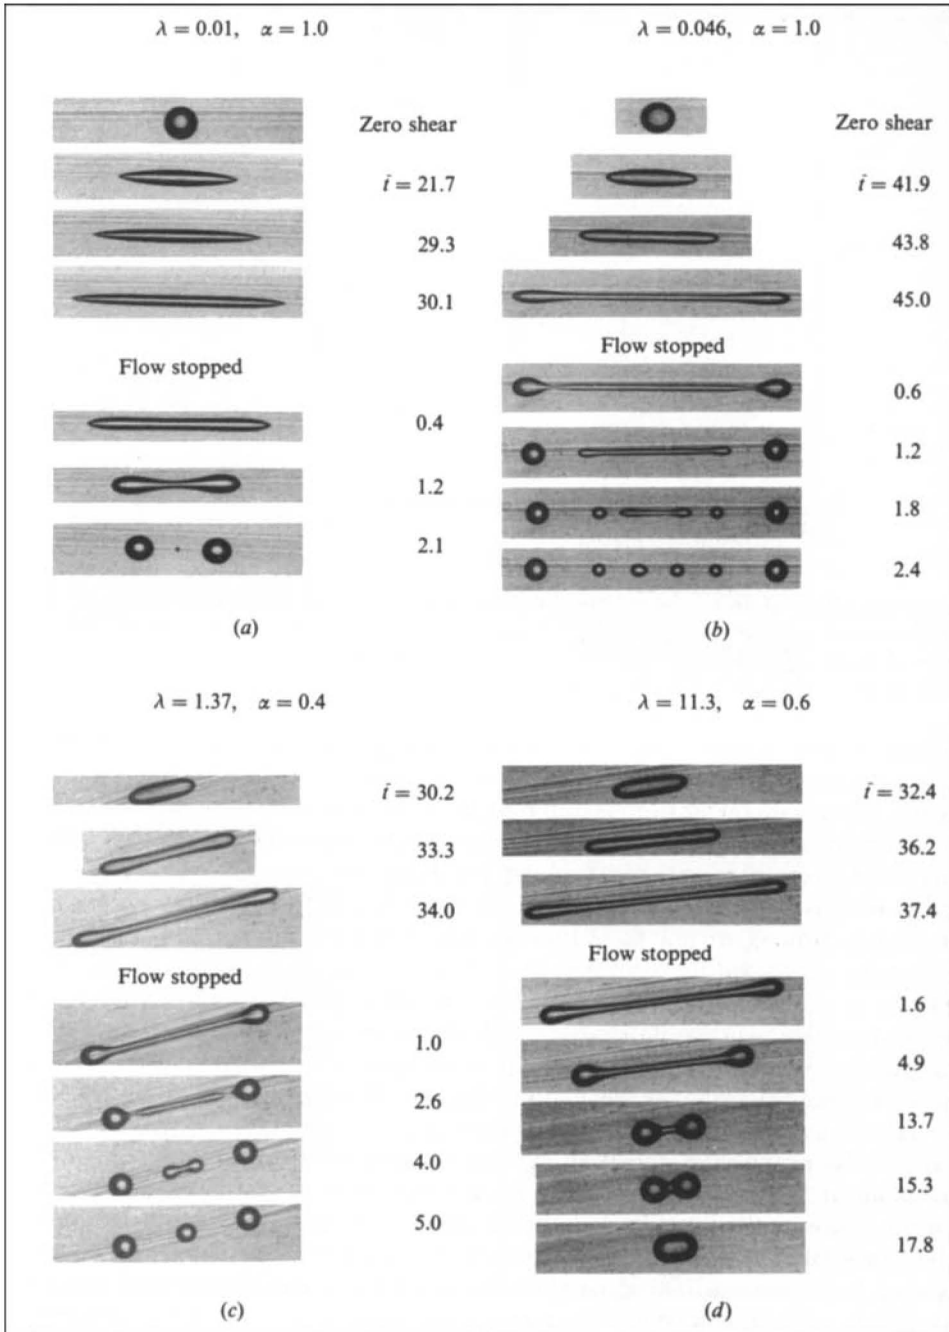 λ = 0.01, α = 1.0
Zero shear
t̄ = 21.7
29.3
30.1
Flow stopped
0.4
1.2
2.1
(a)
λ = 0.046, α = 1.0
Zero shear
t̄ = 41.9
43.8
45.0
Flow stopped
0.6
1.2
1.8
2.4
(b)
λ = 1.37, α = 0.4
t̄ = 30.2
33.3
34.0
Flow stopped
1.0
2.6
4.0
5.0
(c)
λ = 11.3, α = 0.6
t̄ = 32.4
36.2
37.4
Flow stopped
1.6
4.9
13.7
15.3
17.8
(d)